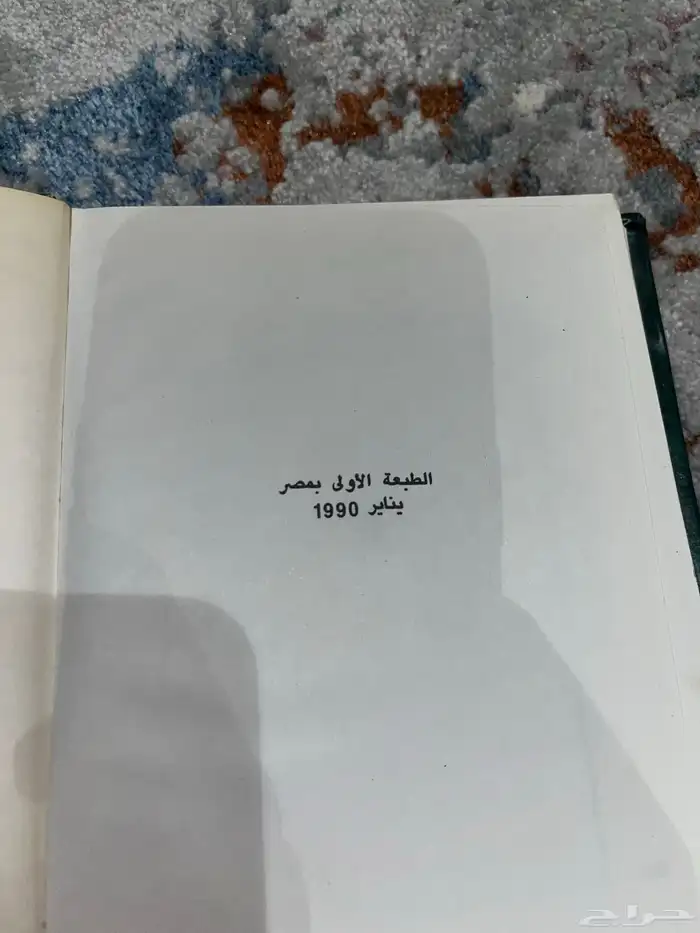 الطبعة الأولى بمصر
يناير 1990
حراج